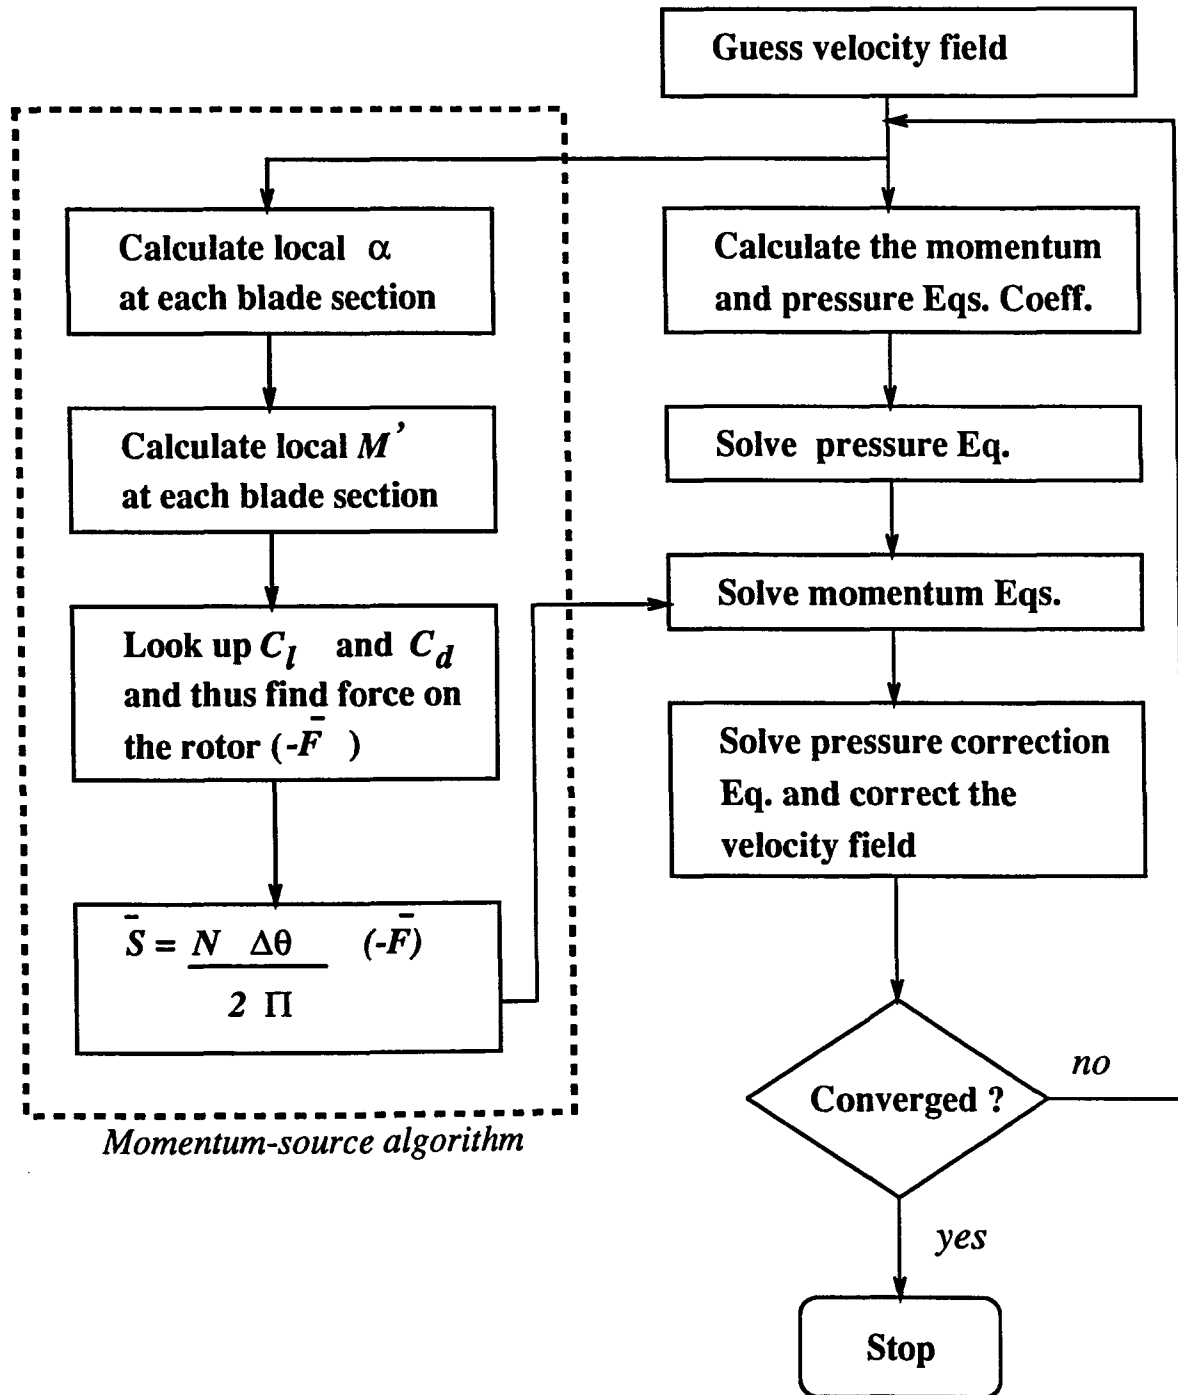 Guess velocity field
Calculate local α
at each blade section
Calculate local M'
at each blade section
Look up C_l and C_d
and thus find force on
the rotor (-F̄ )
S̄ = N Δθ (-F̄)
2 Π
Momentum-source algorithm
Calculate the momentum
and pressure Eqs. Coeff.
Solve pressure Eq.
Solve momentum Eqs.
Solve pressure correction
Eq. and correct the
velocity field
Converged ?
no
yes
Stop